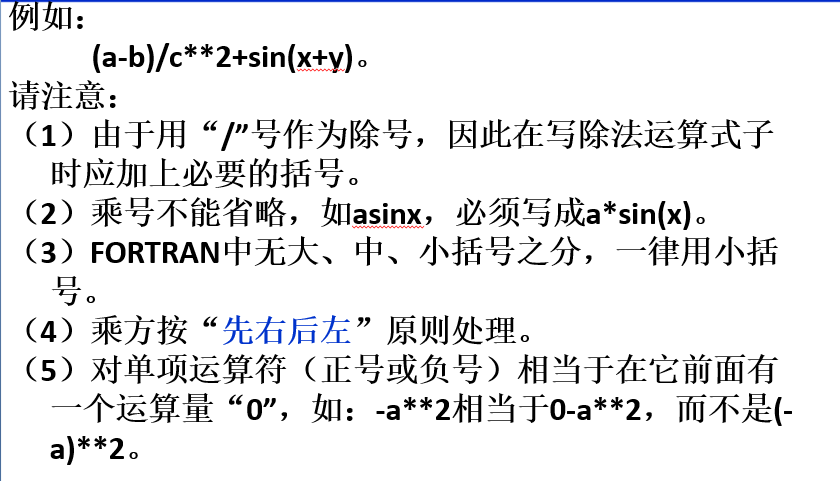 例如：
(a-b)/c**2+sin(x+y)。
请注意：
（1）由于用“/”号作为除号，因此在写除法运算式子
时应加上必要的括号。
（2）乘号不能省略，如asinx，必须写成a*sin(x)。
（3）FORTRAN中无大、中、小括号之分，一律用小括
号。
（4）乘方按“先右后左”原则处理。
（5）对单项运算符（正号或负号）相当于在它前面有
一个运算量“0”，如：-a**2相当于0-a**2，而不是(-
a)**2。